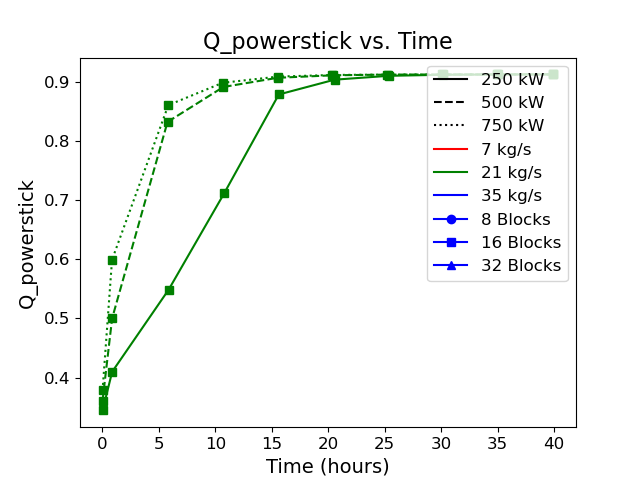 Q_powerstick vs. Time
Q_powerstick
0.9
0.8
0.7
0.6
0.5
0.4
0 5 10 15 20 25 30 35 40
Time (hours)
250 kW
500 kW
750 kW
7 kg/s
21 kg/s
35 kg/s
8 Blocks
16 Blocks
32 Blocks